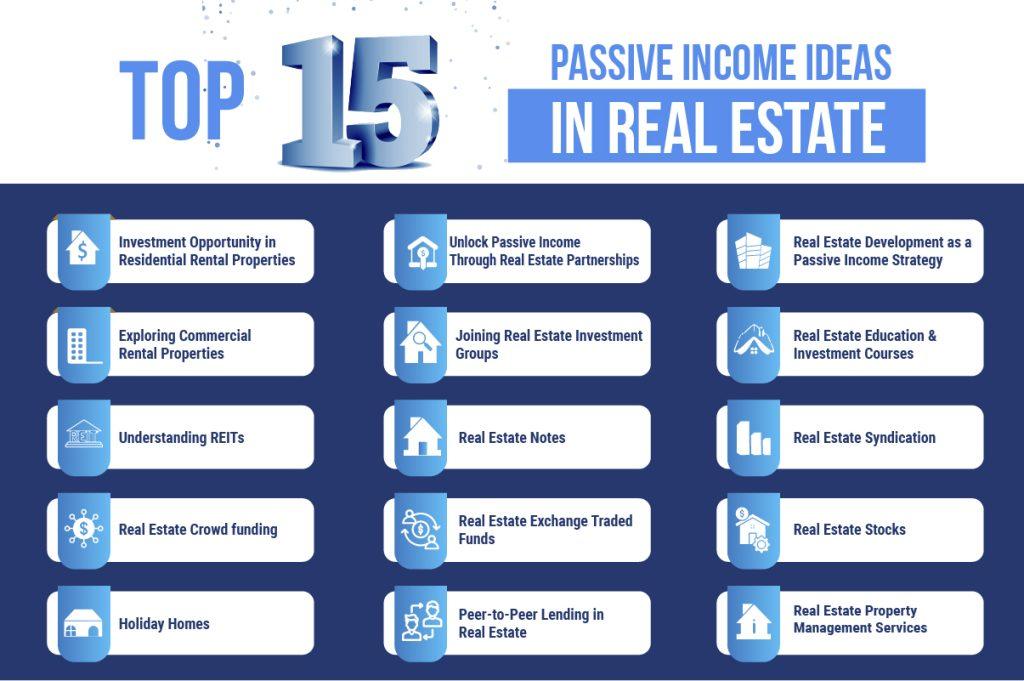 TOP 15
PASSIVE INCOME IDEAS
IN REAL ESTATE
Investment Opportunity in
Residential Rental Properties
Exploring Commercial
Rental Properties
REIT
Understanding REITs
Real Estate Crowd funding
Holiday Homes
Unlock Passive Income
Through Real Estate Partnerships
Joining Real Estate Investment
Groups
Real Estate Notes
Real Estate Exchange Traded
Funds
Peer-to-Peer Lending in
Real Estate
Real Estate Development as a
Passive Income Strategy
Real Estate Education &
Investment Courses
Real Estate Syndication
Real Estate Stocks
Real Estate Property
Management Services